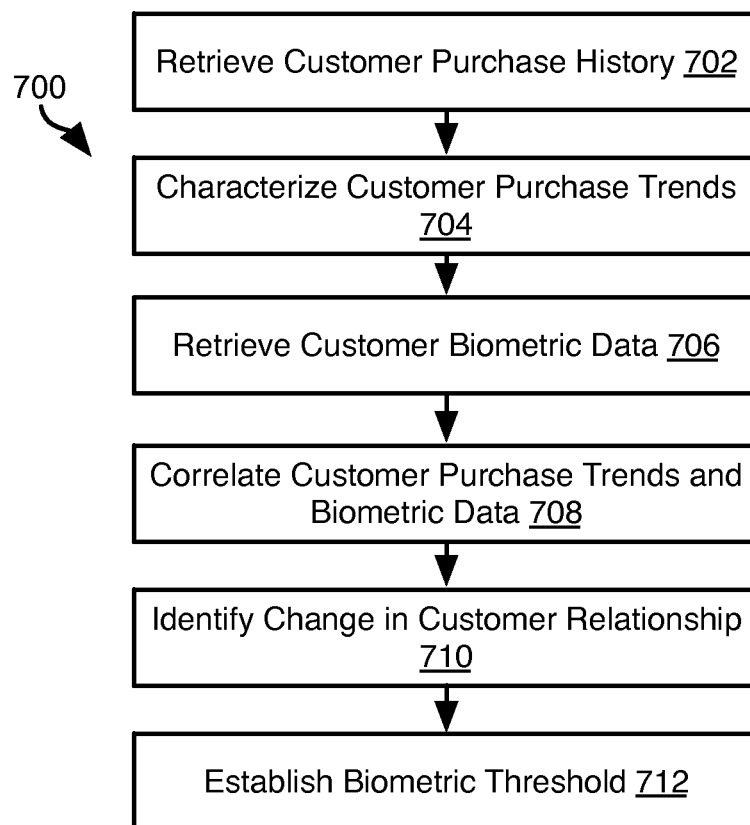 Retrieve Customer Purchase History 702
700
Characterize Customer Purchase Trends
704
Retrieve Customer Biometric Data 706
Correlate Customer Purchase Trends and
Biometric Data 708
Identify Change in Customer Relationship
710
Establish Biometric Threshold 712